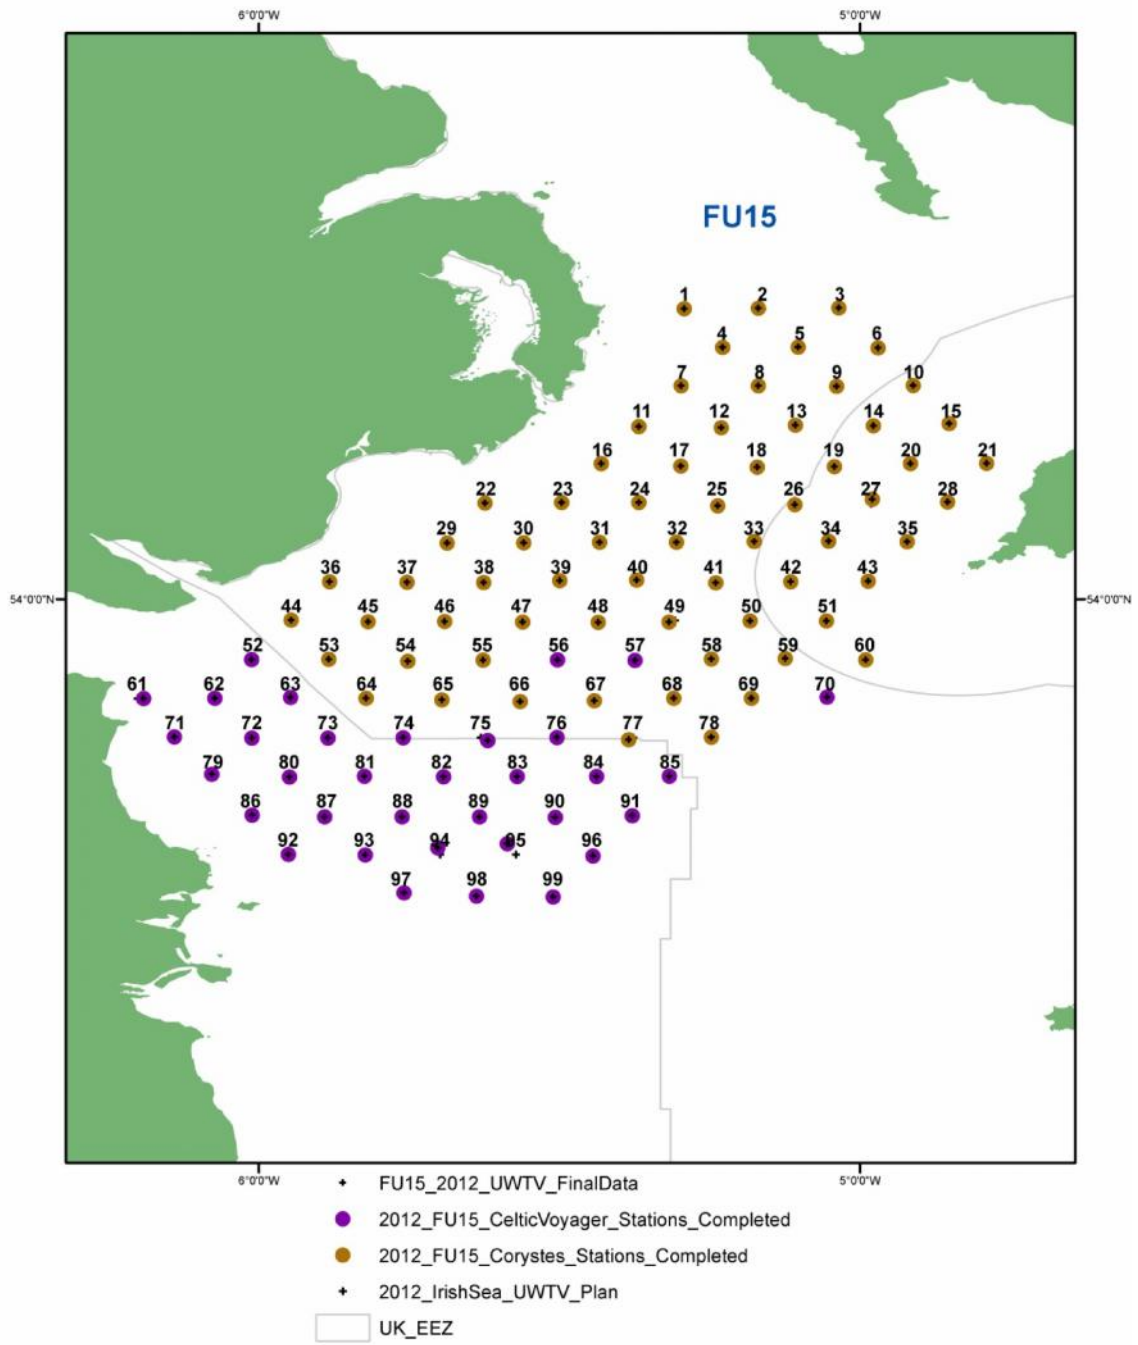 6°0'0"W 5°0'0"W
FU15
1 2 3
4 5 6
7 8 9 10
11 12 13 14 15
16 17 18 19 20 21
22 23 24 25 26 27 28
29 30 31 32 33 34 35
36 37 38 39 40 41 42 43
54°0'0"N 54°0'0"N
44 45 46 47 48 49 50 51
52 53 54 55 56 57 58 59 60
61 62 63 64 65 66 67 68 69 70
71 72 73 74 75 76 77 78
79 80 81 82 83 84 85
86 87 88 89 90 91
92 93 94 95 96
97 98 99
6°0'0"W 5°0'0"W
FU15_2012_UWTV_FinalData
2012_FU15_CelticVoyager_Stations_Completed
2012_FU15_Corystes_Stations_Completed
2012_IrishSea_UWTV_Plan
UK_EEZ